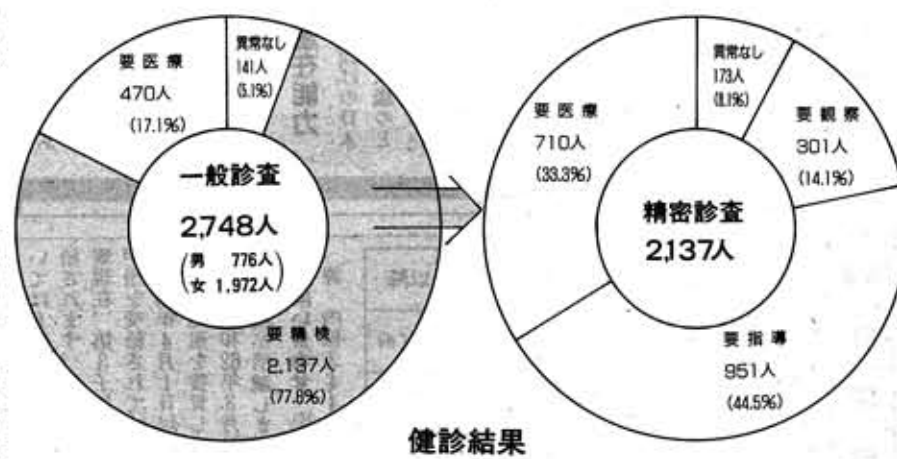 異常なし
141人
(5.1%)
要医療
470人
(17.1%)
一般診査
2,748人
(男 776人
女 1,972人)
要精検
2,137人
(77.8%)
異常なし
173人
(8.1%)
要医療
710人
(33.3%)
要観察
301人
(14.1%)
精密診査
2,137人
要指導
951人
(44.5%)
健診結果